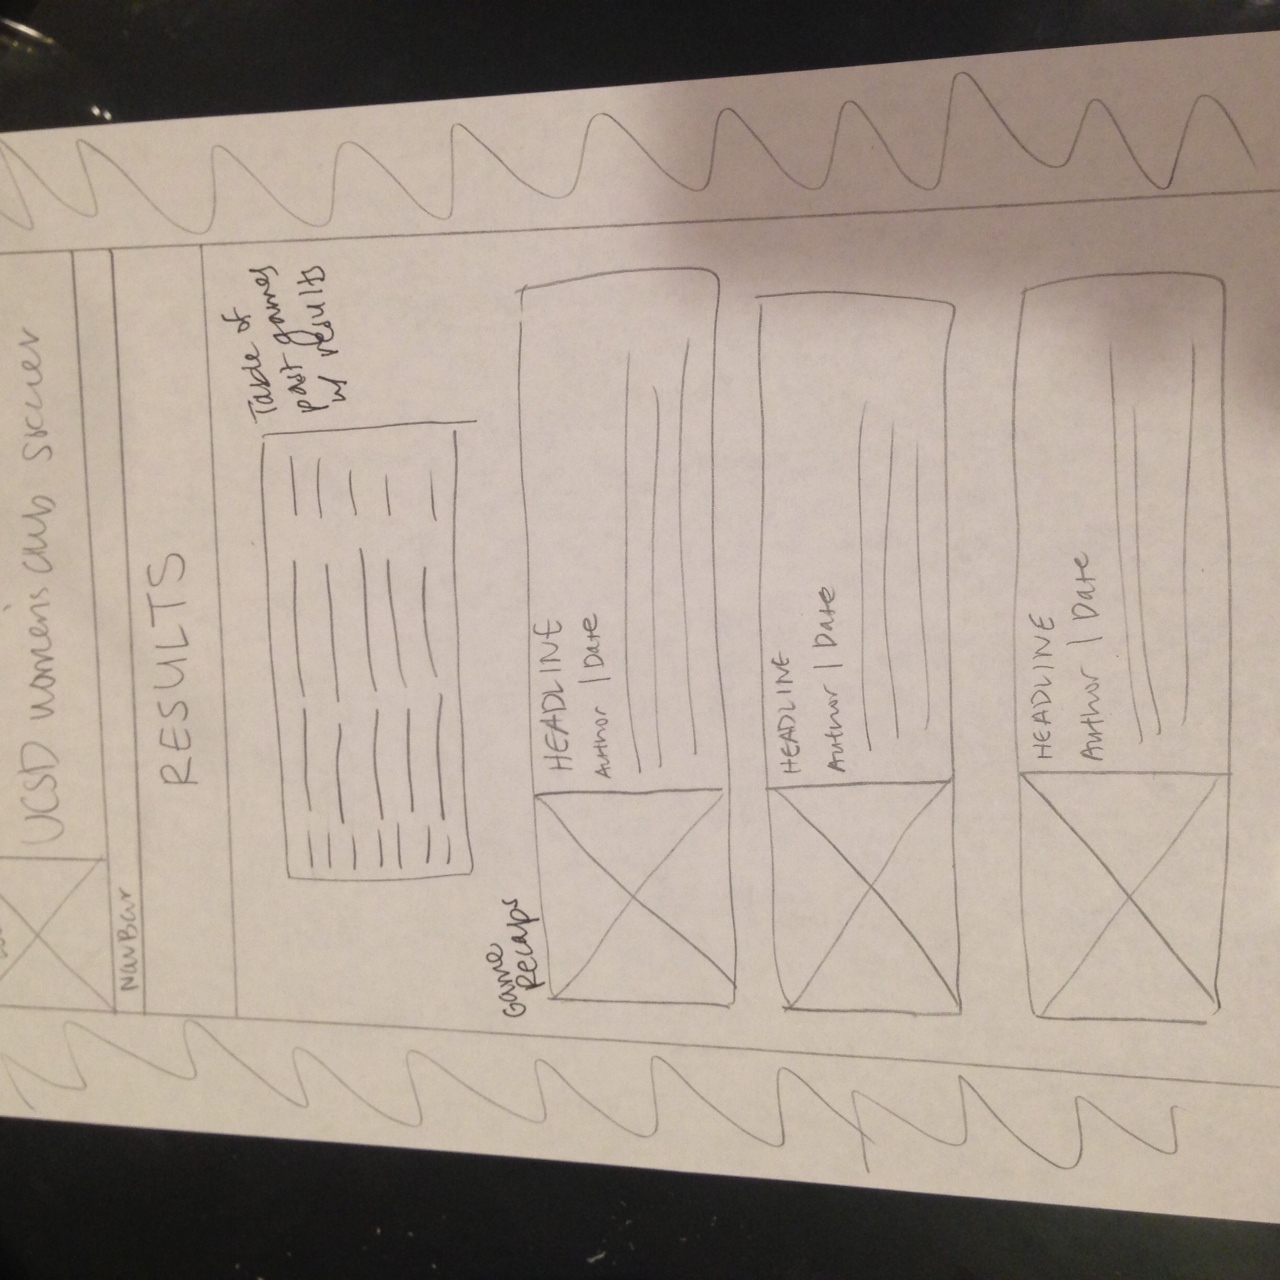 UCSD women's club soccer
NavBar
RESULTS
Table of
past games
w/ results
Game
Recaps
HEADLINE
Author | Date
HEADLINE
Author | Date
HEADLINE
Author | Date